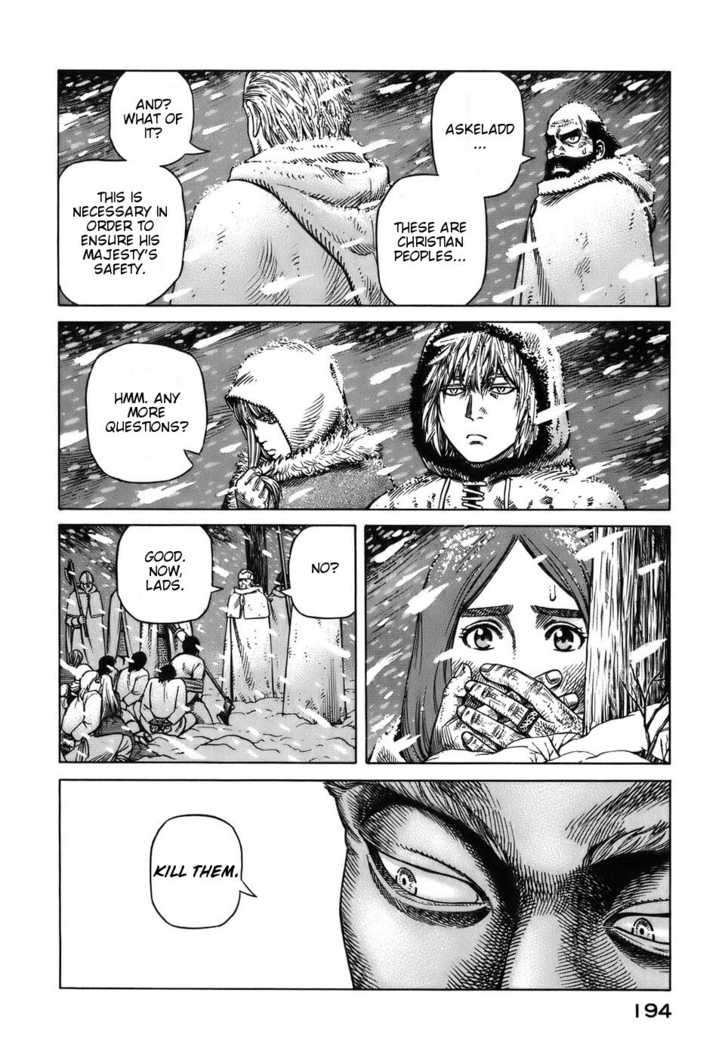 ASKELADD
...
THESE ARE
CHRISTIAN
PEOPLES...
AND?
WHAT OF
IT?
THIS IS
NECESSARY IN
ORDER TO
ENSURE HIS
MAJESTY'S
SAFETY.
HMM. ANY
MORE
QUESTIONS?
NO?
GOOD.
NOW,
LADS.
KILL THEM.
194